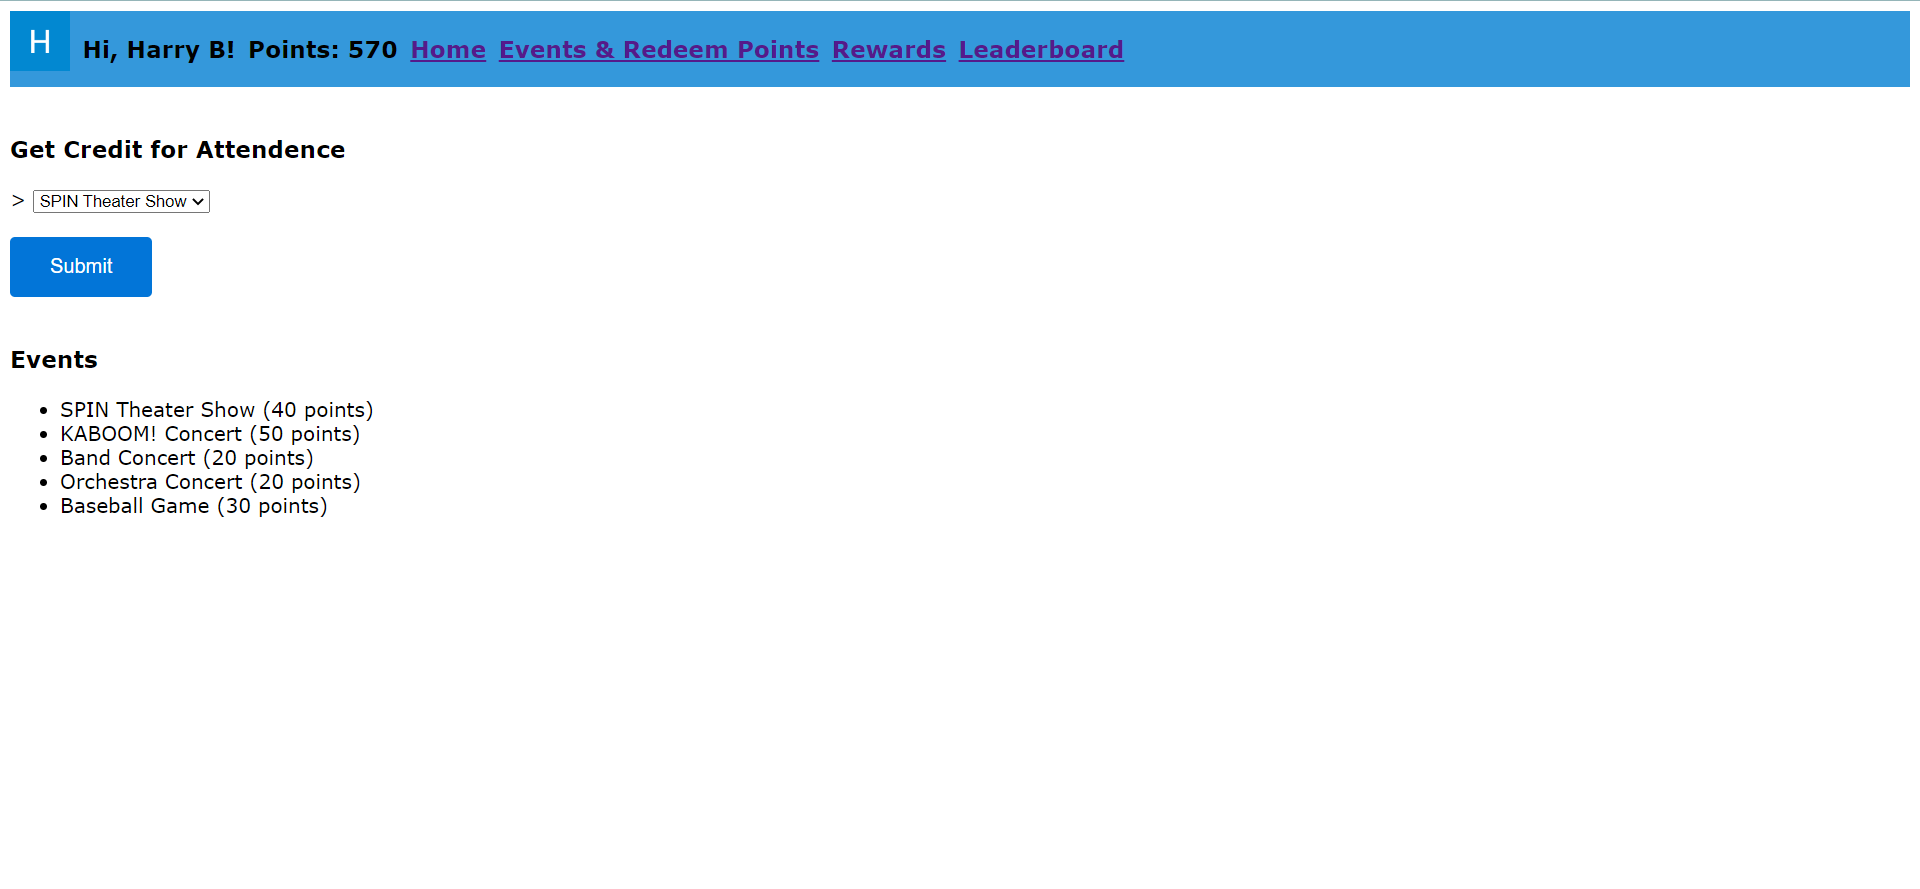 H
Hi, Harry B! Points: 570 Home Events & Redeem Points Rewards Leaderboard
Get Credit for Attendence
> SPIN Theater Show
Submit
Events
• SPIN Theater Show (40 points)
• KABOOM! Concert (50 points)
• Band Concert (20 points)
• Orchestra Concert (20 points)
• Baseball Game (30 points)